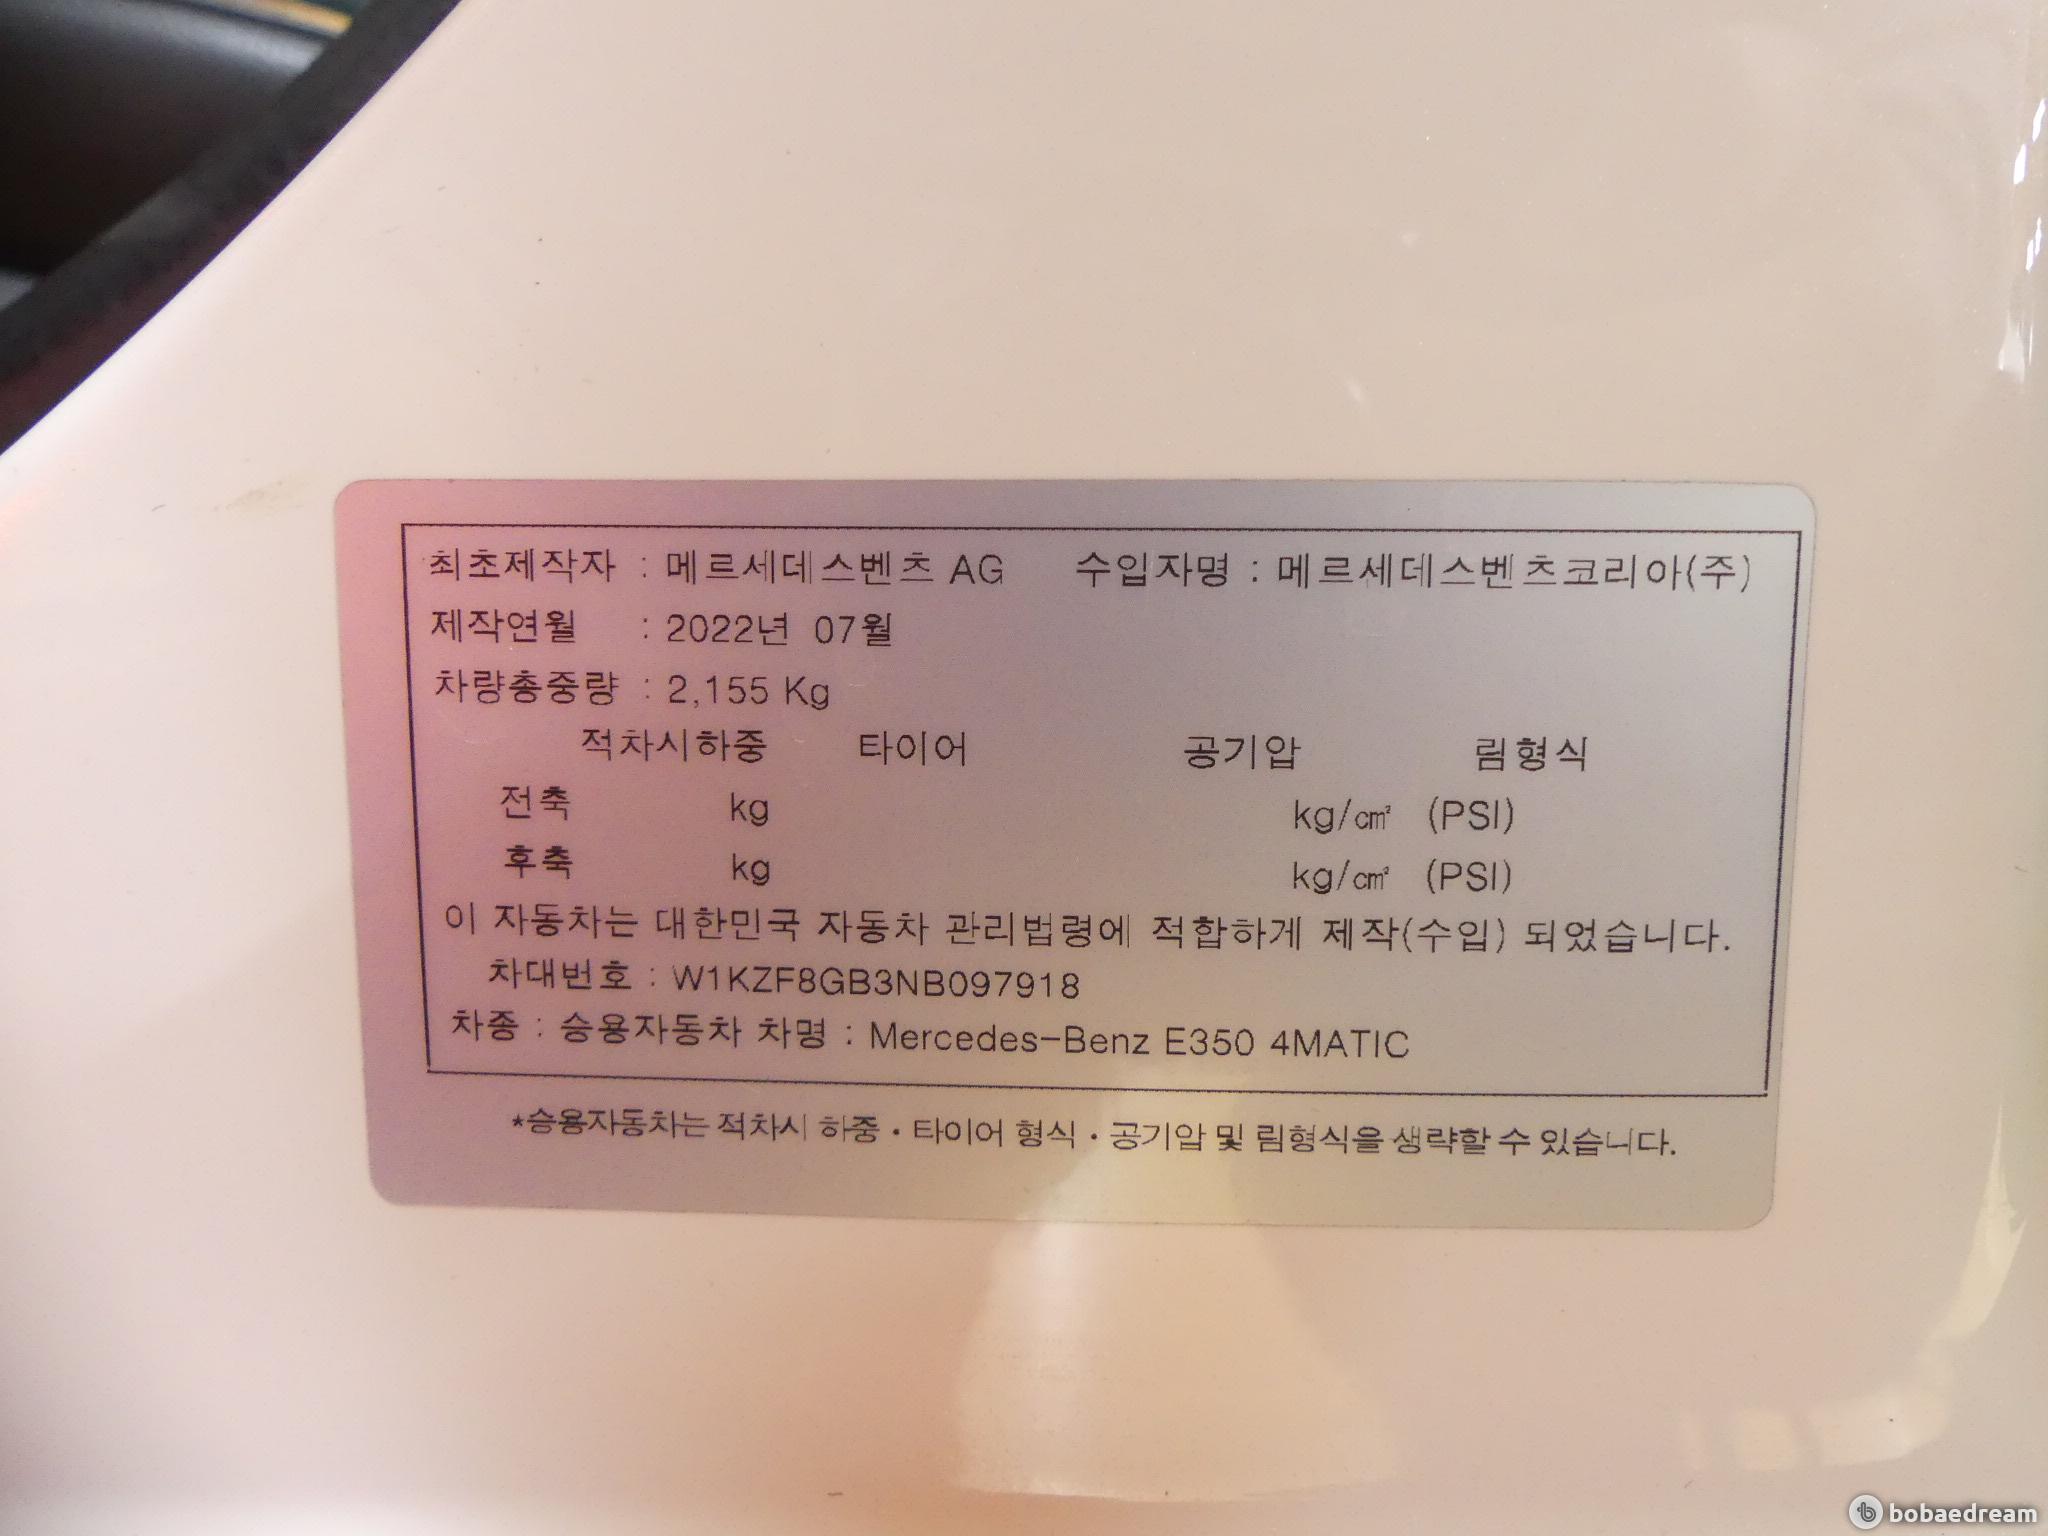 최초제작자 : 메르세데스벤츠 AG 수입자명 : 메르세데스벤츠코리아(주)
제작연월 : 2022년 07월
차량총중량 : 2,155 Kg
적차시하중 타이어 공기압 림형식
전축 kg kg/㎠ (PSI)
후축 kg kg/㎠ (PSI)
이 자동차는 대한민국 자동차 관리법령에 적합하게 제작(수입) 되었습니다.
차대번호 : W1KZF8GB3NB097918
차종 : 승용자동차 차명 : Mercedes-Benz E350 4MATIC
*승용자동차는 적차시 하중 · 타이어 형식 · 공기압 및 림형식을 생략할 수 있습니다.
bobaedream